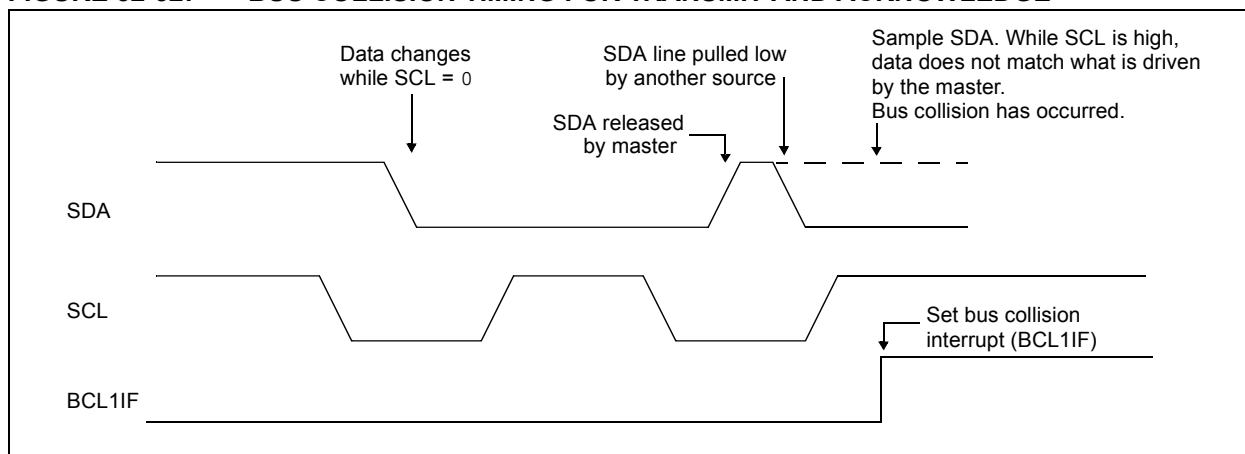 Data changes
while SCL = 0
SDA line pulled low
by another source
Sample SDA. While SCL is high,
data does not match what is driven
by the master.
Bus collision has occurred.
SDA released
by master
SDA
SCL
Set bus collision
interrupt (BCL1IF)
BCL1IF